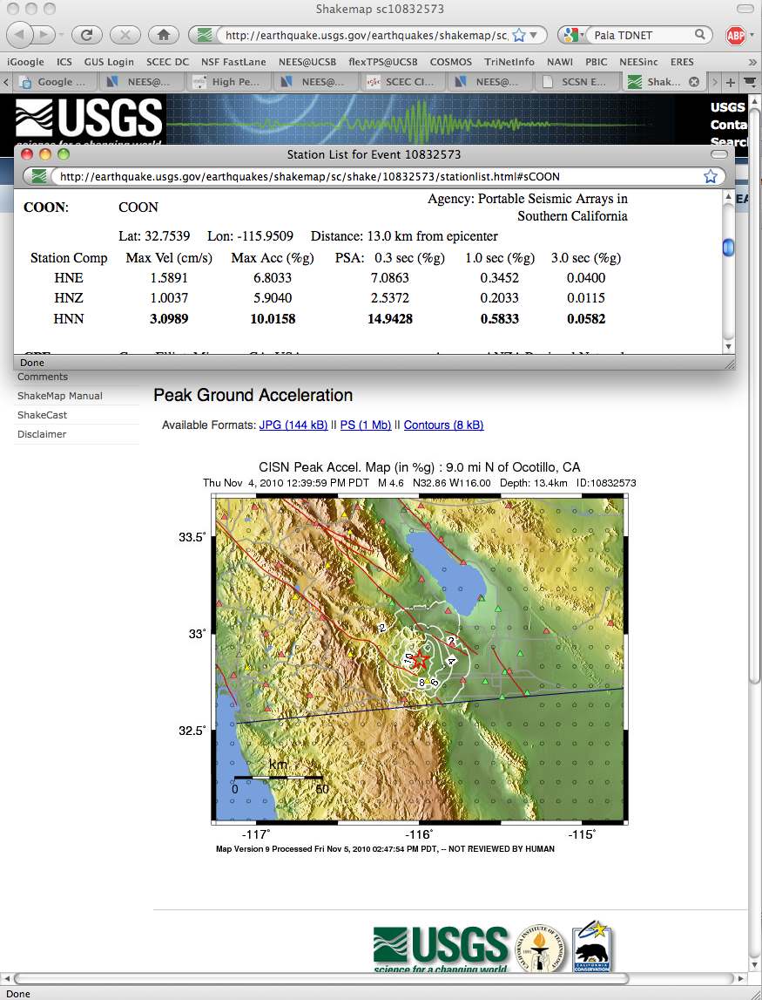 Shakemap sc10832573
http://earthquake.usgs.gov/earthquakes/shakemap/sc,
Pala TDNET
ABP
iGoogle ICS GUS Login SCEC DC NSF FastLane NEES@UCSB flexTPS@UCSB COSMOS TriNetInfo NAWI PBIC NEESinc ERES »
Google ... NEES@... High Pe... NEES@... SCEC Cl... NEES@... SCSN E... Shak...
USGS
science for a changing world
USGS
Conta
Search
Station List for Event 10832573
http://earthquake.usgs.gov/earthquakes/shakemap/sc/shake/10832573/stationlist.html#sCOON
EA
COON: COON Agency: Portable Seismic Arrays in
Southern California
Lat: 32.7539 Lon: -115.9509 Distance: 13.0 km from epicenter
Station Comp Max Vel (cm/s) Max Acc (%g) PSA: 0.3 sec (%g) 1.0 sec (%g) 3.0 sec (%g)
HNE 1.5891 6.8033 7.0863 0.3452 0.0400
HNZ 1.0037 5.9040 2.5372 0.2033 0.0115
HNN 3.0989 10.0158 14.9428 0.5833 0.0582
Done
Comments
ShakeMap Manual
ShakeCast
Disclaimer
Peak Ground Acceleration
Available Formats: JPG (144 kB) || PS (1 Mb) || Contours (8 kB)
CISN Peak Accel. Map (in %g) : 9.0 mi N of Ocotillo, CA
Thu Nov 4, 2010 12:39:59 PM PDT M 4.6 N32.86 W116.00 Depth: 13.4km ID:10832573
33.5°
33°
32.5°
2
2
10
4
8
6
km
0 50
-117° -116° -115°
Map Version 9 Processed Fri Nov 5, 2010 02:47:54 PM PDT, -- NOT REVIEWED BY HUMAN
USGS
science for a changing world
CALIFORNIA
CONSERVATION
Done